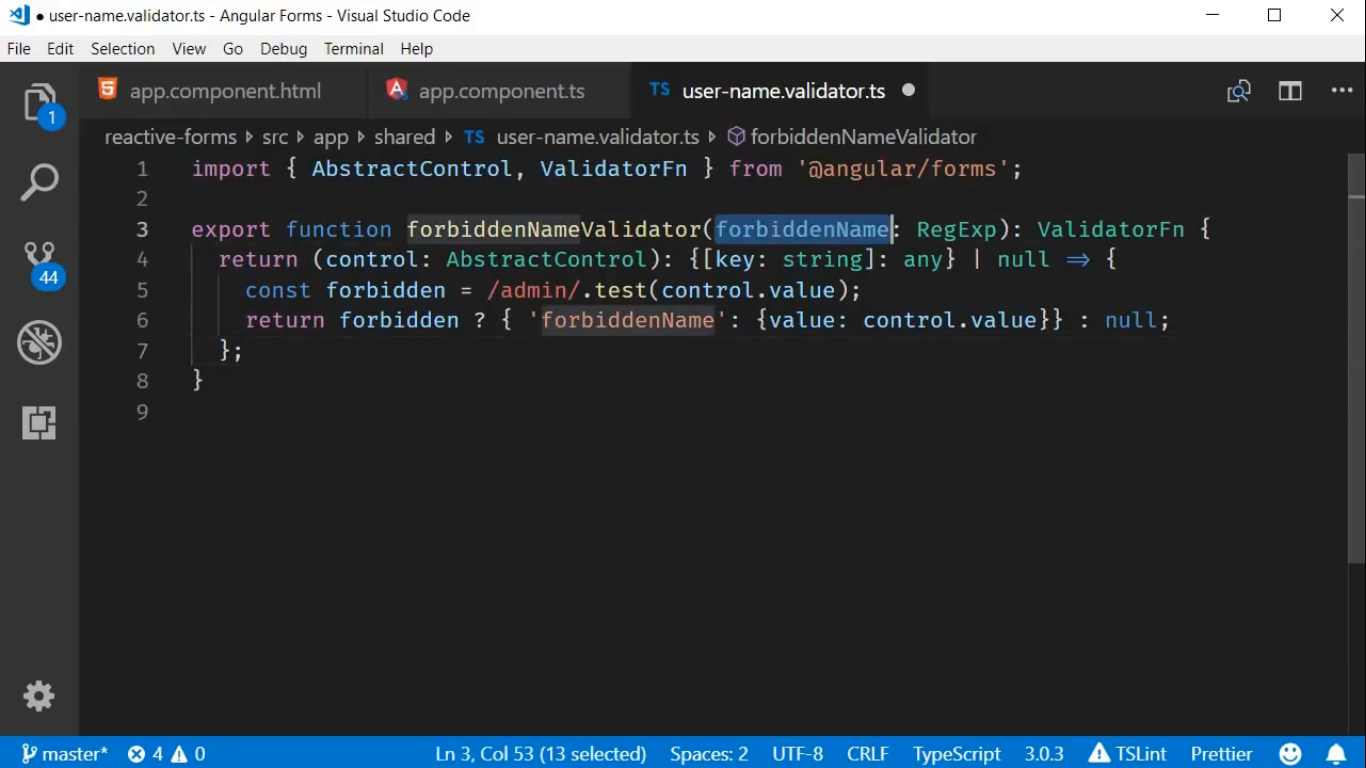 user-name.validator.ts - Angular Forms - Visual Studio Code
File Edit Selection View Go Debug Terminal Help
app.component.html app.component.ts TS user-name.validator.ts
1
reactive-forms src app shared TS user-name.validator.ts forbiddenNameValidator
1 import { AbstractControl, ValidatorFn } from '@angular/forms';
2
3 export function forbiddenNameValidator(forbiddenName: RegExp): ValidatorFn {
4 return (control: AbstractControl): {[key: string]: any} | null => {
5 const forbidden = /admin/.test(control.value);
6 return forbidden ? { 'forbiddenName': {value: control.value}} : null;
7 };
8 }
9
44
master* 4 0 Ln 3, Col 53 (13 selected) Spaces: 2 UTF-8 CRLF TypeScript 3.0.3 TSLint Prettier